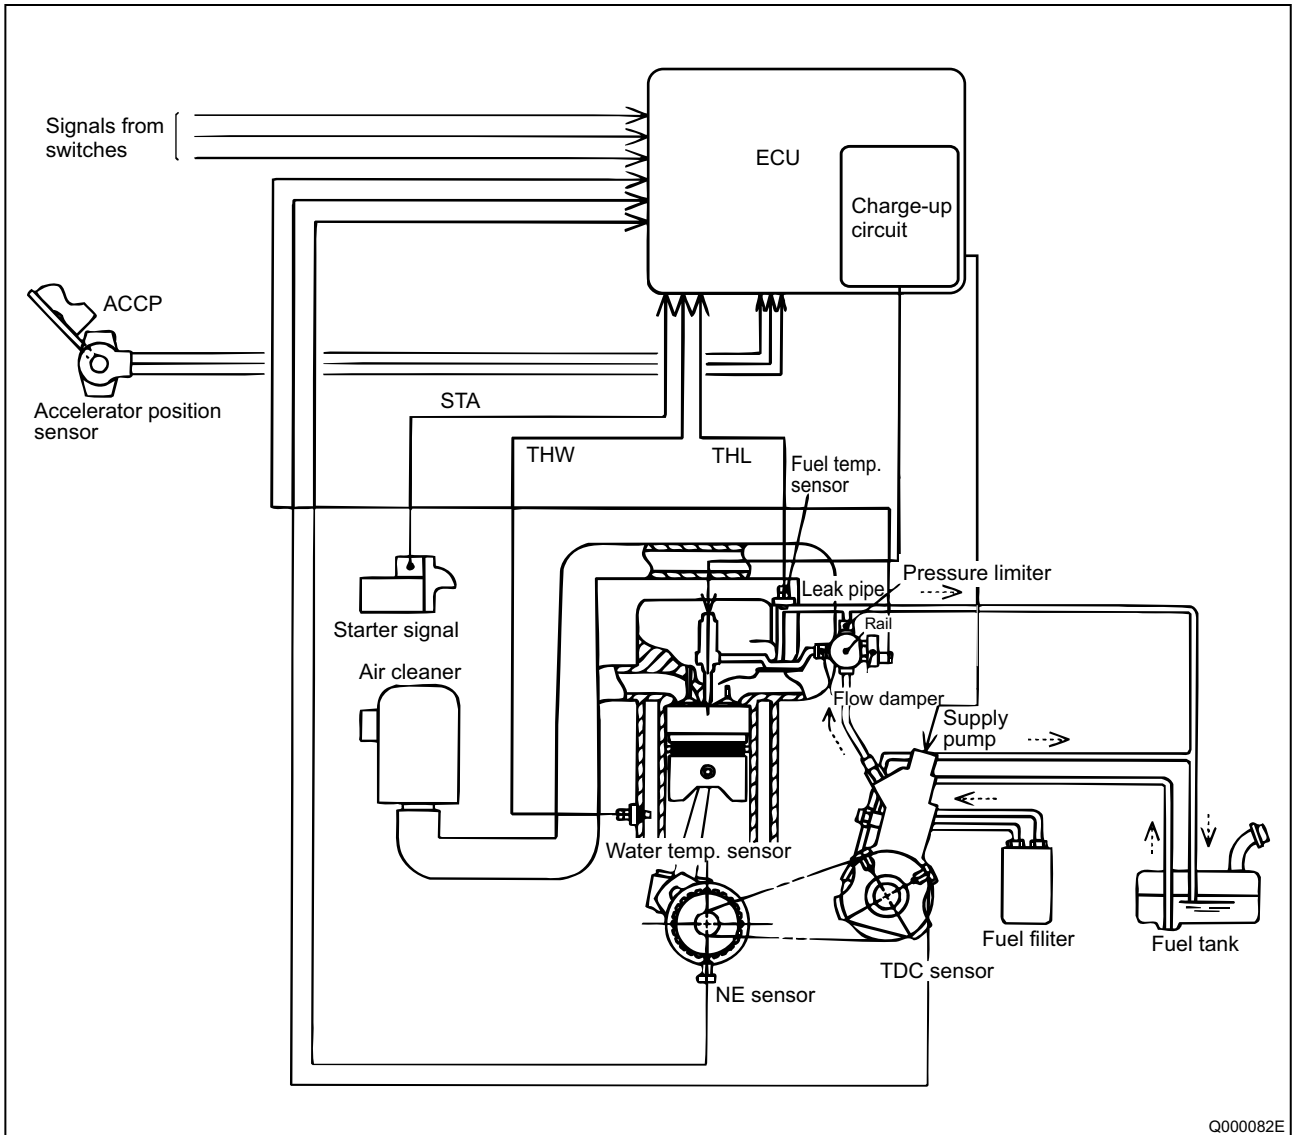 Signals from
switches
ECU
Charge-up
circuit
ACCP
Accelerator position
sensor
STA
THW
THL
Fuel temp.
sensor
Leak pipe
Pressure limiter
Rail
Starter signal
Air cleaner
Flow damper
Supply
pump
Water temp. sensor
Fuel filiter
Fuel tank
TDC sensor
NE sensor
Q000082E